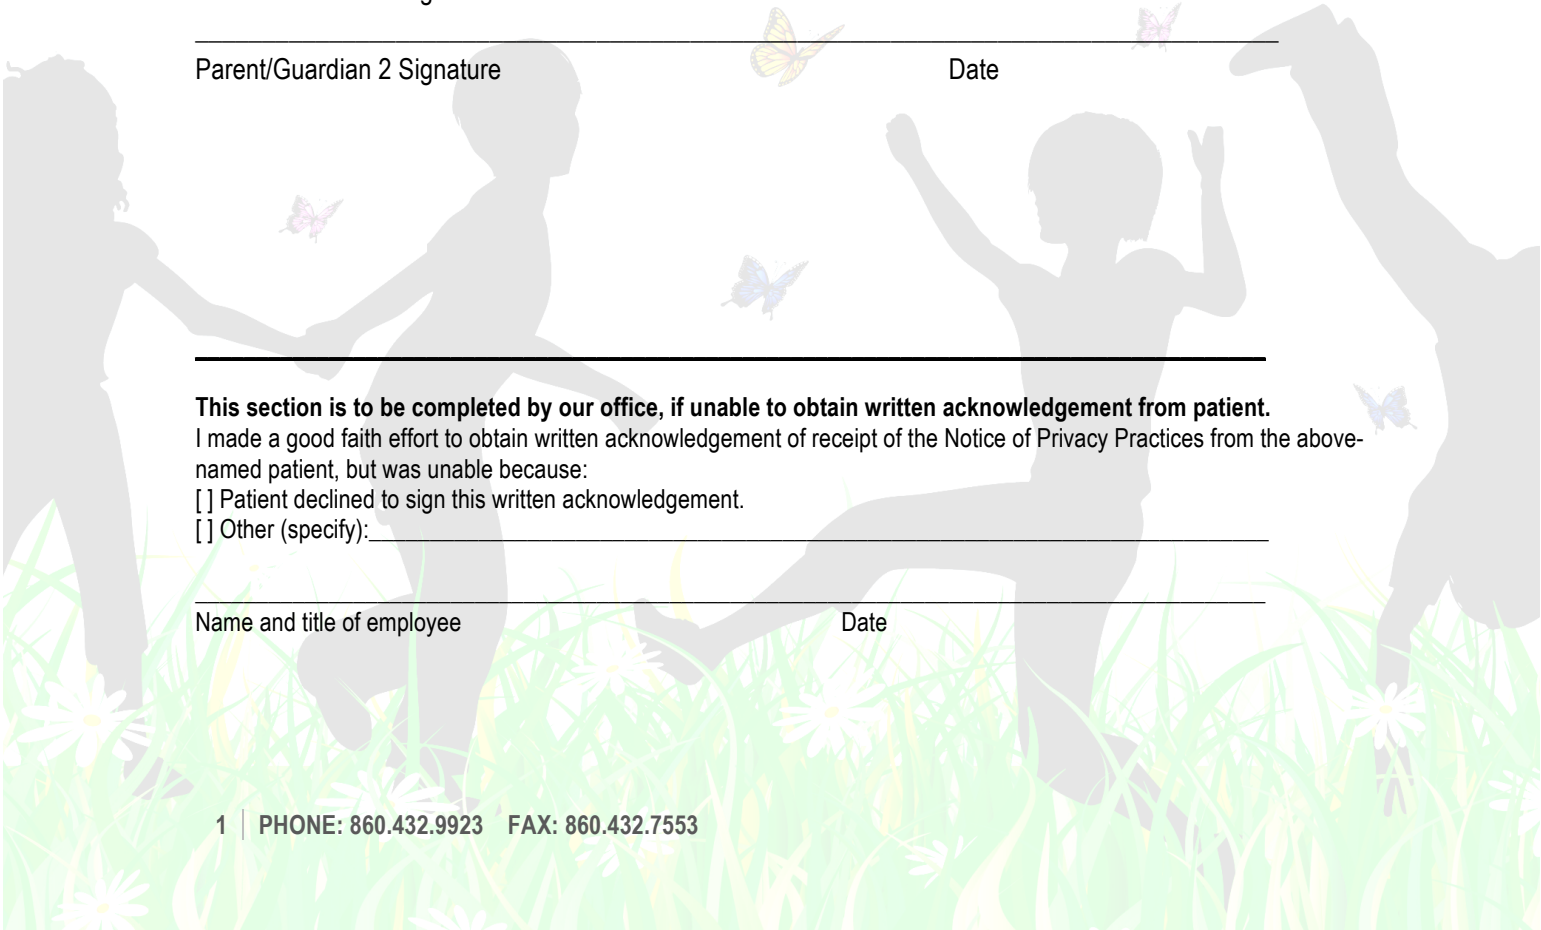 Parent/Guardian 2 Signature Date
This section is to be completed by our office, if unable to obtain written acknowledgement from patient.
I made a good faith effort to obtain written acknowledgement of receipt of the Notice of Privacy Practices from the above-
named patient, but was unable because:
[ ] Patient declined to sign this written acknowledgement.
[ ] Other (specify):
Name and title of employee Date
1 | PHONE: 860.432.9923 FAX: 860.432.7553